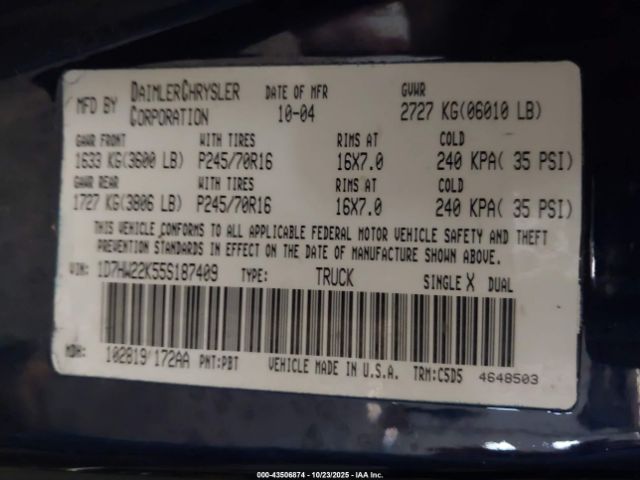 MFD BY DAIMLERCHRYSLER CORPORATION DATE OF MFR 10-04 GVWR 2727 KG(06010 LB)
GAWR FRONT WITH TIRES RIMS AT COLD
1633 KG(3600 LB) P245/70R16 16X7.0 240 KPA( 35 PSI)
GAWR REAR WITH TIRES RIMS AT COLD
1727 KG(3806 LB) P245/70R16 16X7.0 240 KPA( 35 PSI)
THIS VEHICLE CONFORMS TO ALL APPLICABLE FEDERAL MOTOR VEHICLE SAFETY AND THEFT
PREVENTION STANDARDS IN EFFECT ON THE DATE OF MANUFACTURE SHOWN ABOVE.
VIN: 1D7HW22K55S187409 TYPE: TRUCK SINGLE X DUAL
MDH: 102819/172AA PNT:PBT VEHICLE MADE IN U.S.A. TRM:C5D5 4648503
000-43506874 | 10/23/2025 | IAA Inc.